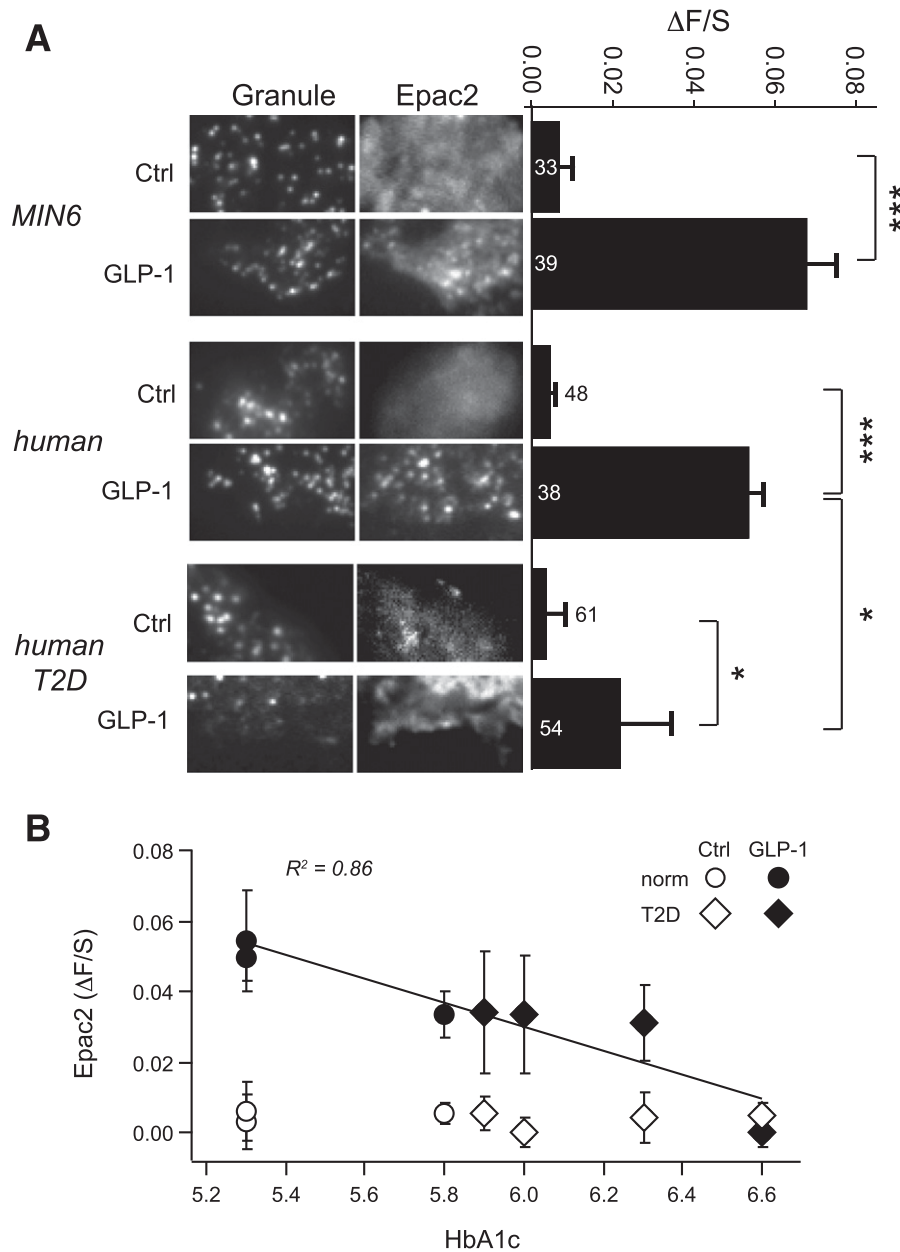 A
ΔF/S
0.00 0.02 0.04 0.06 0.08
Granule Epac2
MIN6
Ctrl
33
GLP-1
39
***
human
Ctrl
48
GLP-1
38
***
human
T2D
Ctrl
61
GLP-1
54
*
*
B
R² = 0.86
Ctrl GLP-1
norm
T2D
Epac2 (ΔF/S)
0.08
0.06
0.04
0.02
0.00
5.2 5.4 5.6 5.8 6.0 6.2 6.4 6.6
HbA1c